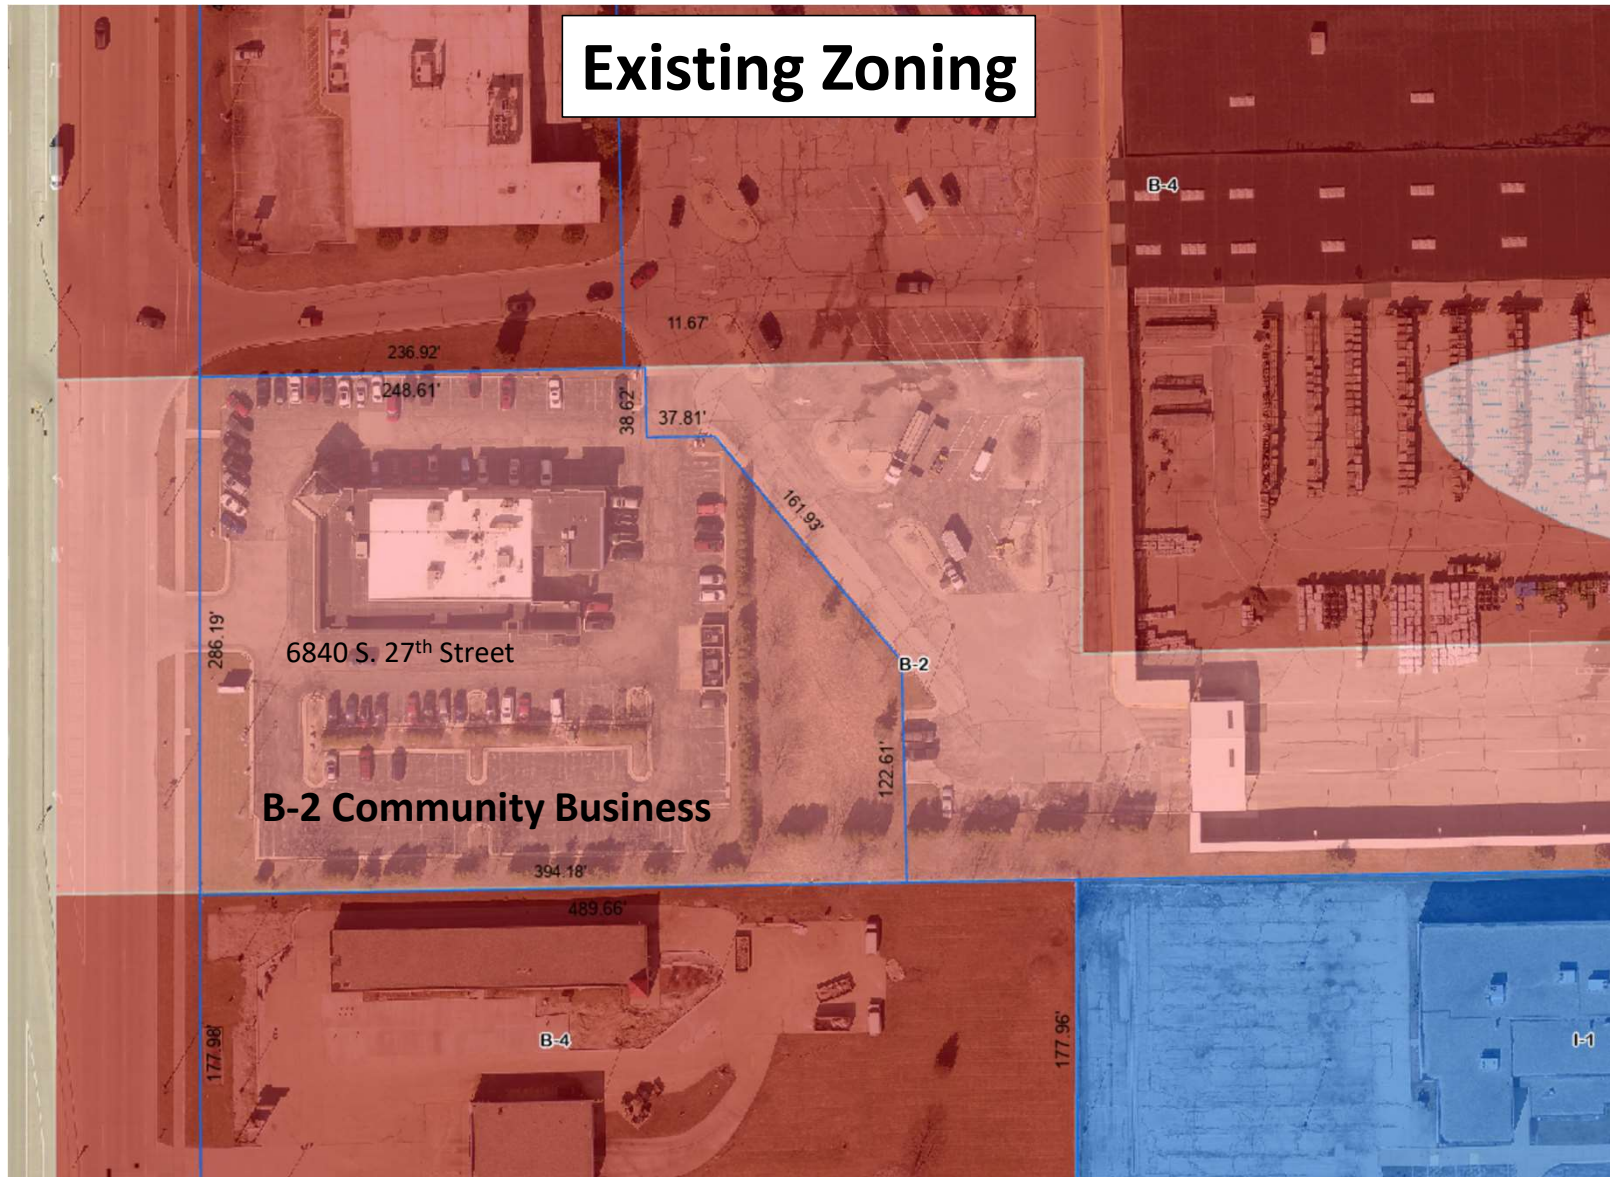 Existing Zoning
B-4
11.67'
236.92'
248.61'
38.62'
37.81'
161.93'
286.19'
6840 S. 27th Street
B-2
122.61'
B-2 Community Business
394.18'
489.66'
177.98'
B-4
177.96'
I-1